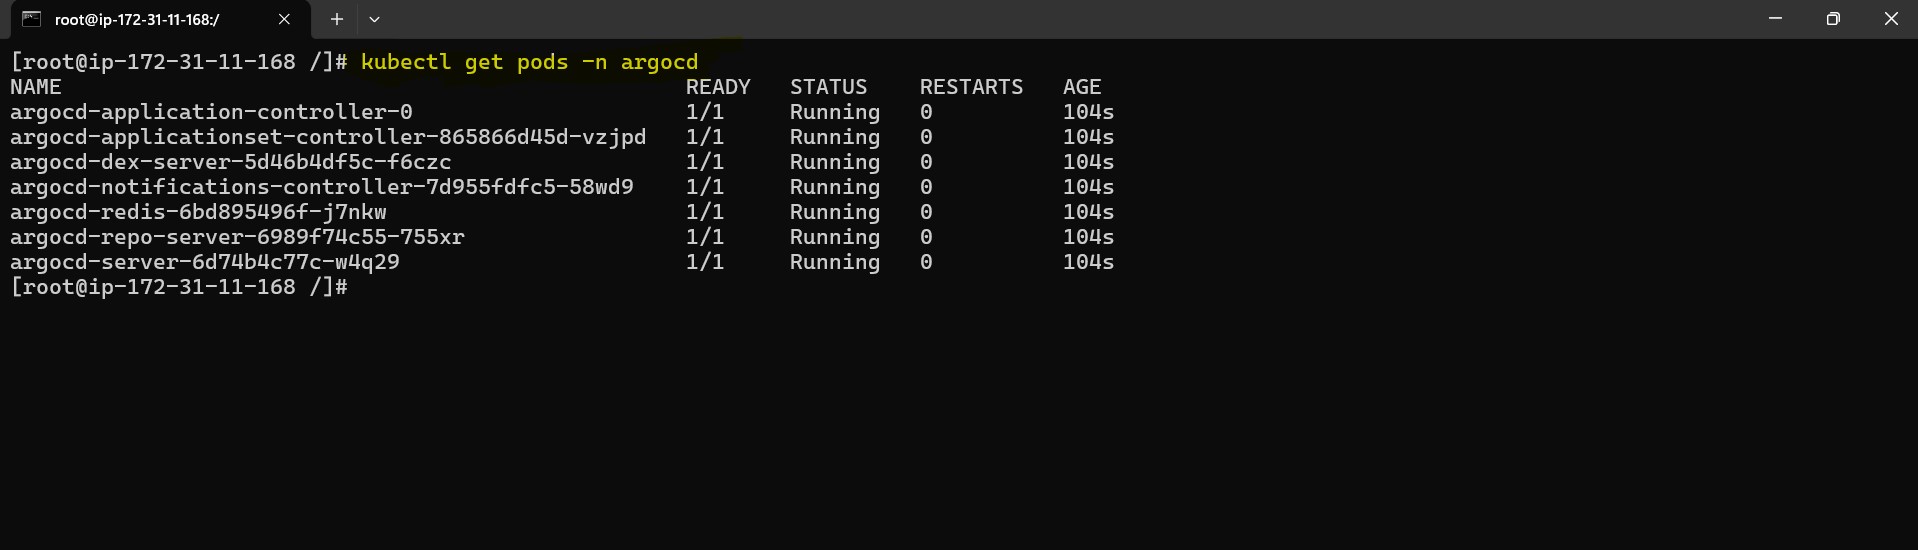 root@ip-172-31-11-168:/
[root@ip-172-31-11-168 /]# kubectl get pods -n argocd
NAME                                                READY   STATUS    RESTARTS   AGE
argocd-application-controller-0                     1/1     Running   0          104s
argocd-applicationset-controller-865866d45d-vzjpd   1/1     Running   0          104s
argocd-dex-server-5d46b4df5c-f6czc                  1/1     Running   0          104s
argocd-notifications-controller-7d955fdfc5-58wd9    1/1     Running   0          104s
argocd-redis-6bd895496f-j7nkw                       1/1     Running   0          104s
argocd-repo-server-6989f74c55-755xr                 1/1     Running   0          104s
argocd-server-6d74b4c77c-w4q29                      1/1     Running   0          104s
[root@ip-172-31-11-168 /]#